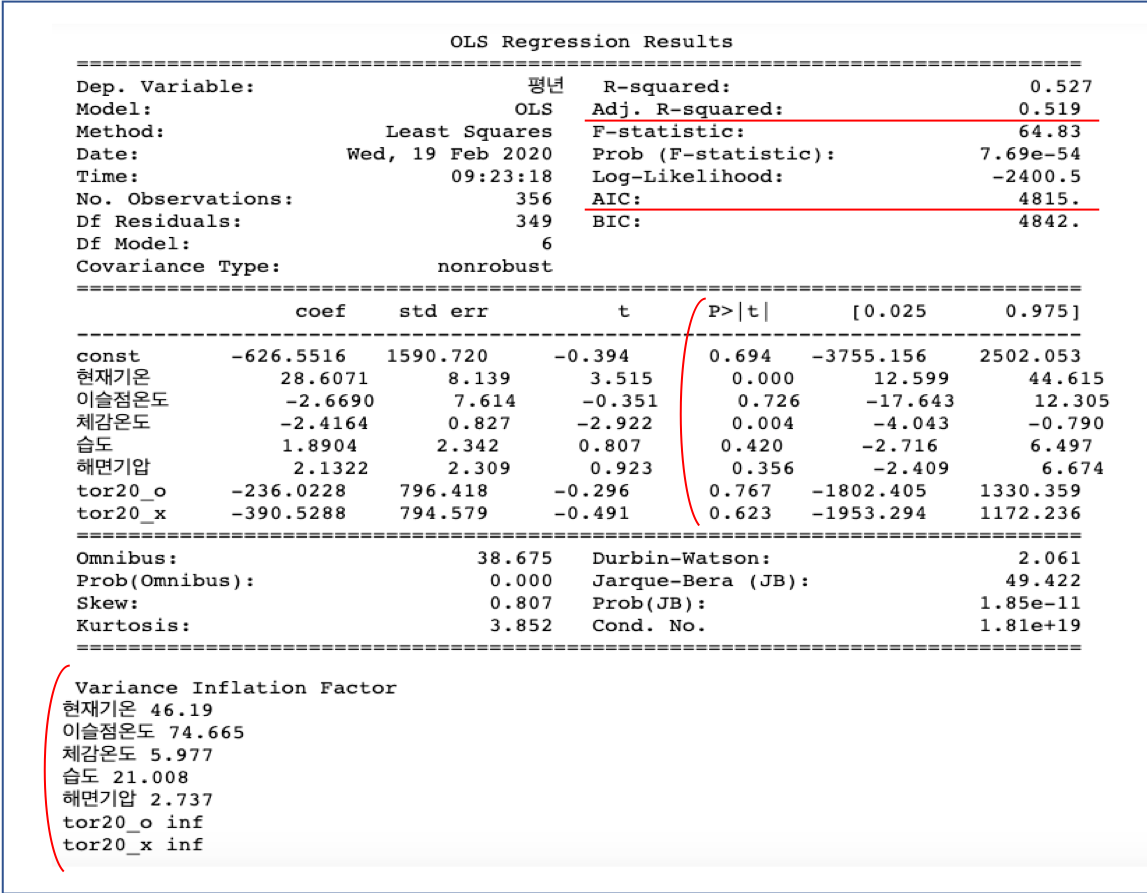 OLS Regression Results
==============================================================================
Dep. Variable: 평년 R-squared: 0.527
Model: OLS Adj. R-squared: 0.519
Method: Least Squares F-statistic: 64.83
Date: Wed, 19 Feb 2020 Prob (F-statistic): 7.69e-54
Time: 09:23:18 Log-Likelihood: -2400.5
No. Observations: 356 AIC: 4815.
Df Residuals: 349 BIC: 4842.
Df Model: 6
Covariance Type: nonrobust
==============================================================================
coef std err t P>|t| [0.025 0.975]
------------------------------------------------------------------------------
const -626.5516 1590.720 -0.394 0.694 -3755.156 2502.053
현재기온 28.6071 8.139 3.515 0.000 12.599 44.615
이슬점온도 -2.6690 7.614 -0.351 0.726 -17.643 12.305
체감온도 -2.4164 0.827 -2.922 0.004 -4.043 -0.790
습도 1.8904 2.342 0.807 0.420 -2.716 6.497
해면기압 2.1322 2.309 0.923 0.356 -2.409 6.674
tor20_o -236.0228 796.418 -0.296 0.767 -1802.405 1330.359
tor20_x -390.5288 794.579 -0.491 0.623 -1953.294 1172.236
==============================================================================
Omnibus: 38.675 Durbin-Watson: 2.061
Prob(Omnibus): 0.000 Jarque-Bera (JB): 49.422
Skew: 0.807 Prob(JB): 1.85e-11
Kurtosis: 3.852 Cond. No. 1.81e+19
==============================================================================
Variance Inflation Factor
현재기온 46.19
이슬점온도 74.665
체감온도 5.977
습도 21.008
해면기압 2.737
tor20_o inf
tor20_x inf